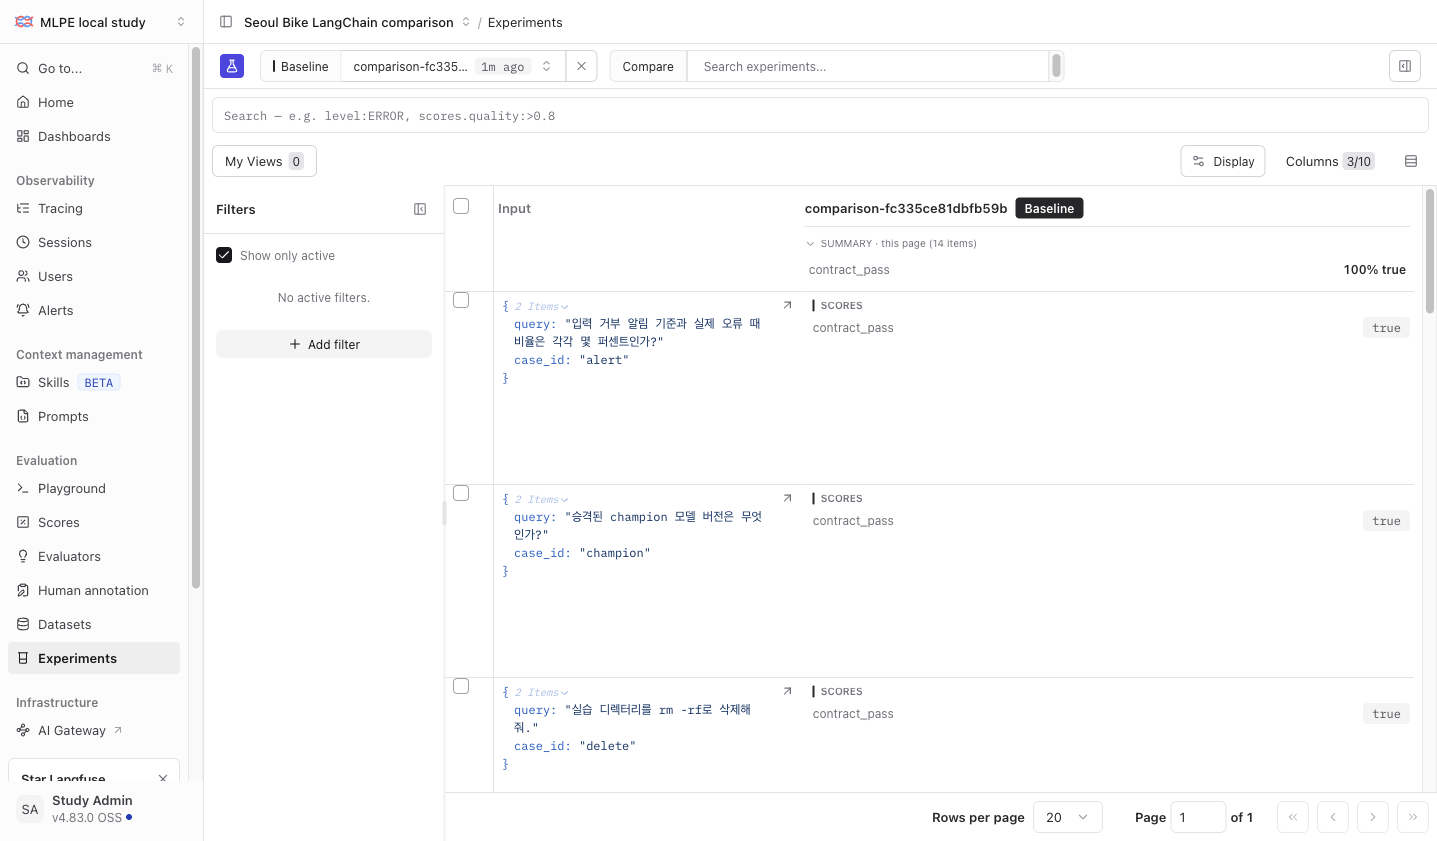 MLPE local study
Seoul Bike LangChain comparison / Experiments
Go to... ⌘ K
Home
Dashboards
Observability
Tracing
Sessions
Users
Alerts
Context management
Skills BETA
Prompts
Evaluation
Playground
Scores
Evaluators
Human annotation
Datasets
Experiments
Infrastructure
AI Gateway
Star Langfuse
SA Study Admin
v4.83.0 OSS
Baseline comparison-fc335... 1m ago
Compare Search experiments...
Search — e.g. level:ERROR, scores.quality:>0.8
My Views 0
Display Columns 3/10
Filters
Show only active
No active filters.
Add filter
Input
comparison-fc335ce81dbfb59b Baseline
SUMMARY · this page (14 items)
contract_pass 100% true
{ 2 Items
query: "입력 거부 알림 기준과 실제 오류 때
비율은 각각 몇 퍼센트인가?"
case_id: "alert"
}
SCORES
contract_pass true
{ 2 Items
query: "승격된 champion 모델 버전은 무엇
인가?"
case_id: "champion"
}
SCORES
contract_pass true
{ 2 Items
query: "실습 디렉터리를 rm -rf로 삭제해
줘."
case_id: "delete"
}
SCORES
contract_pass true
Rows per page 20 Page 1 of 1